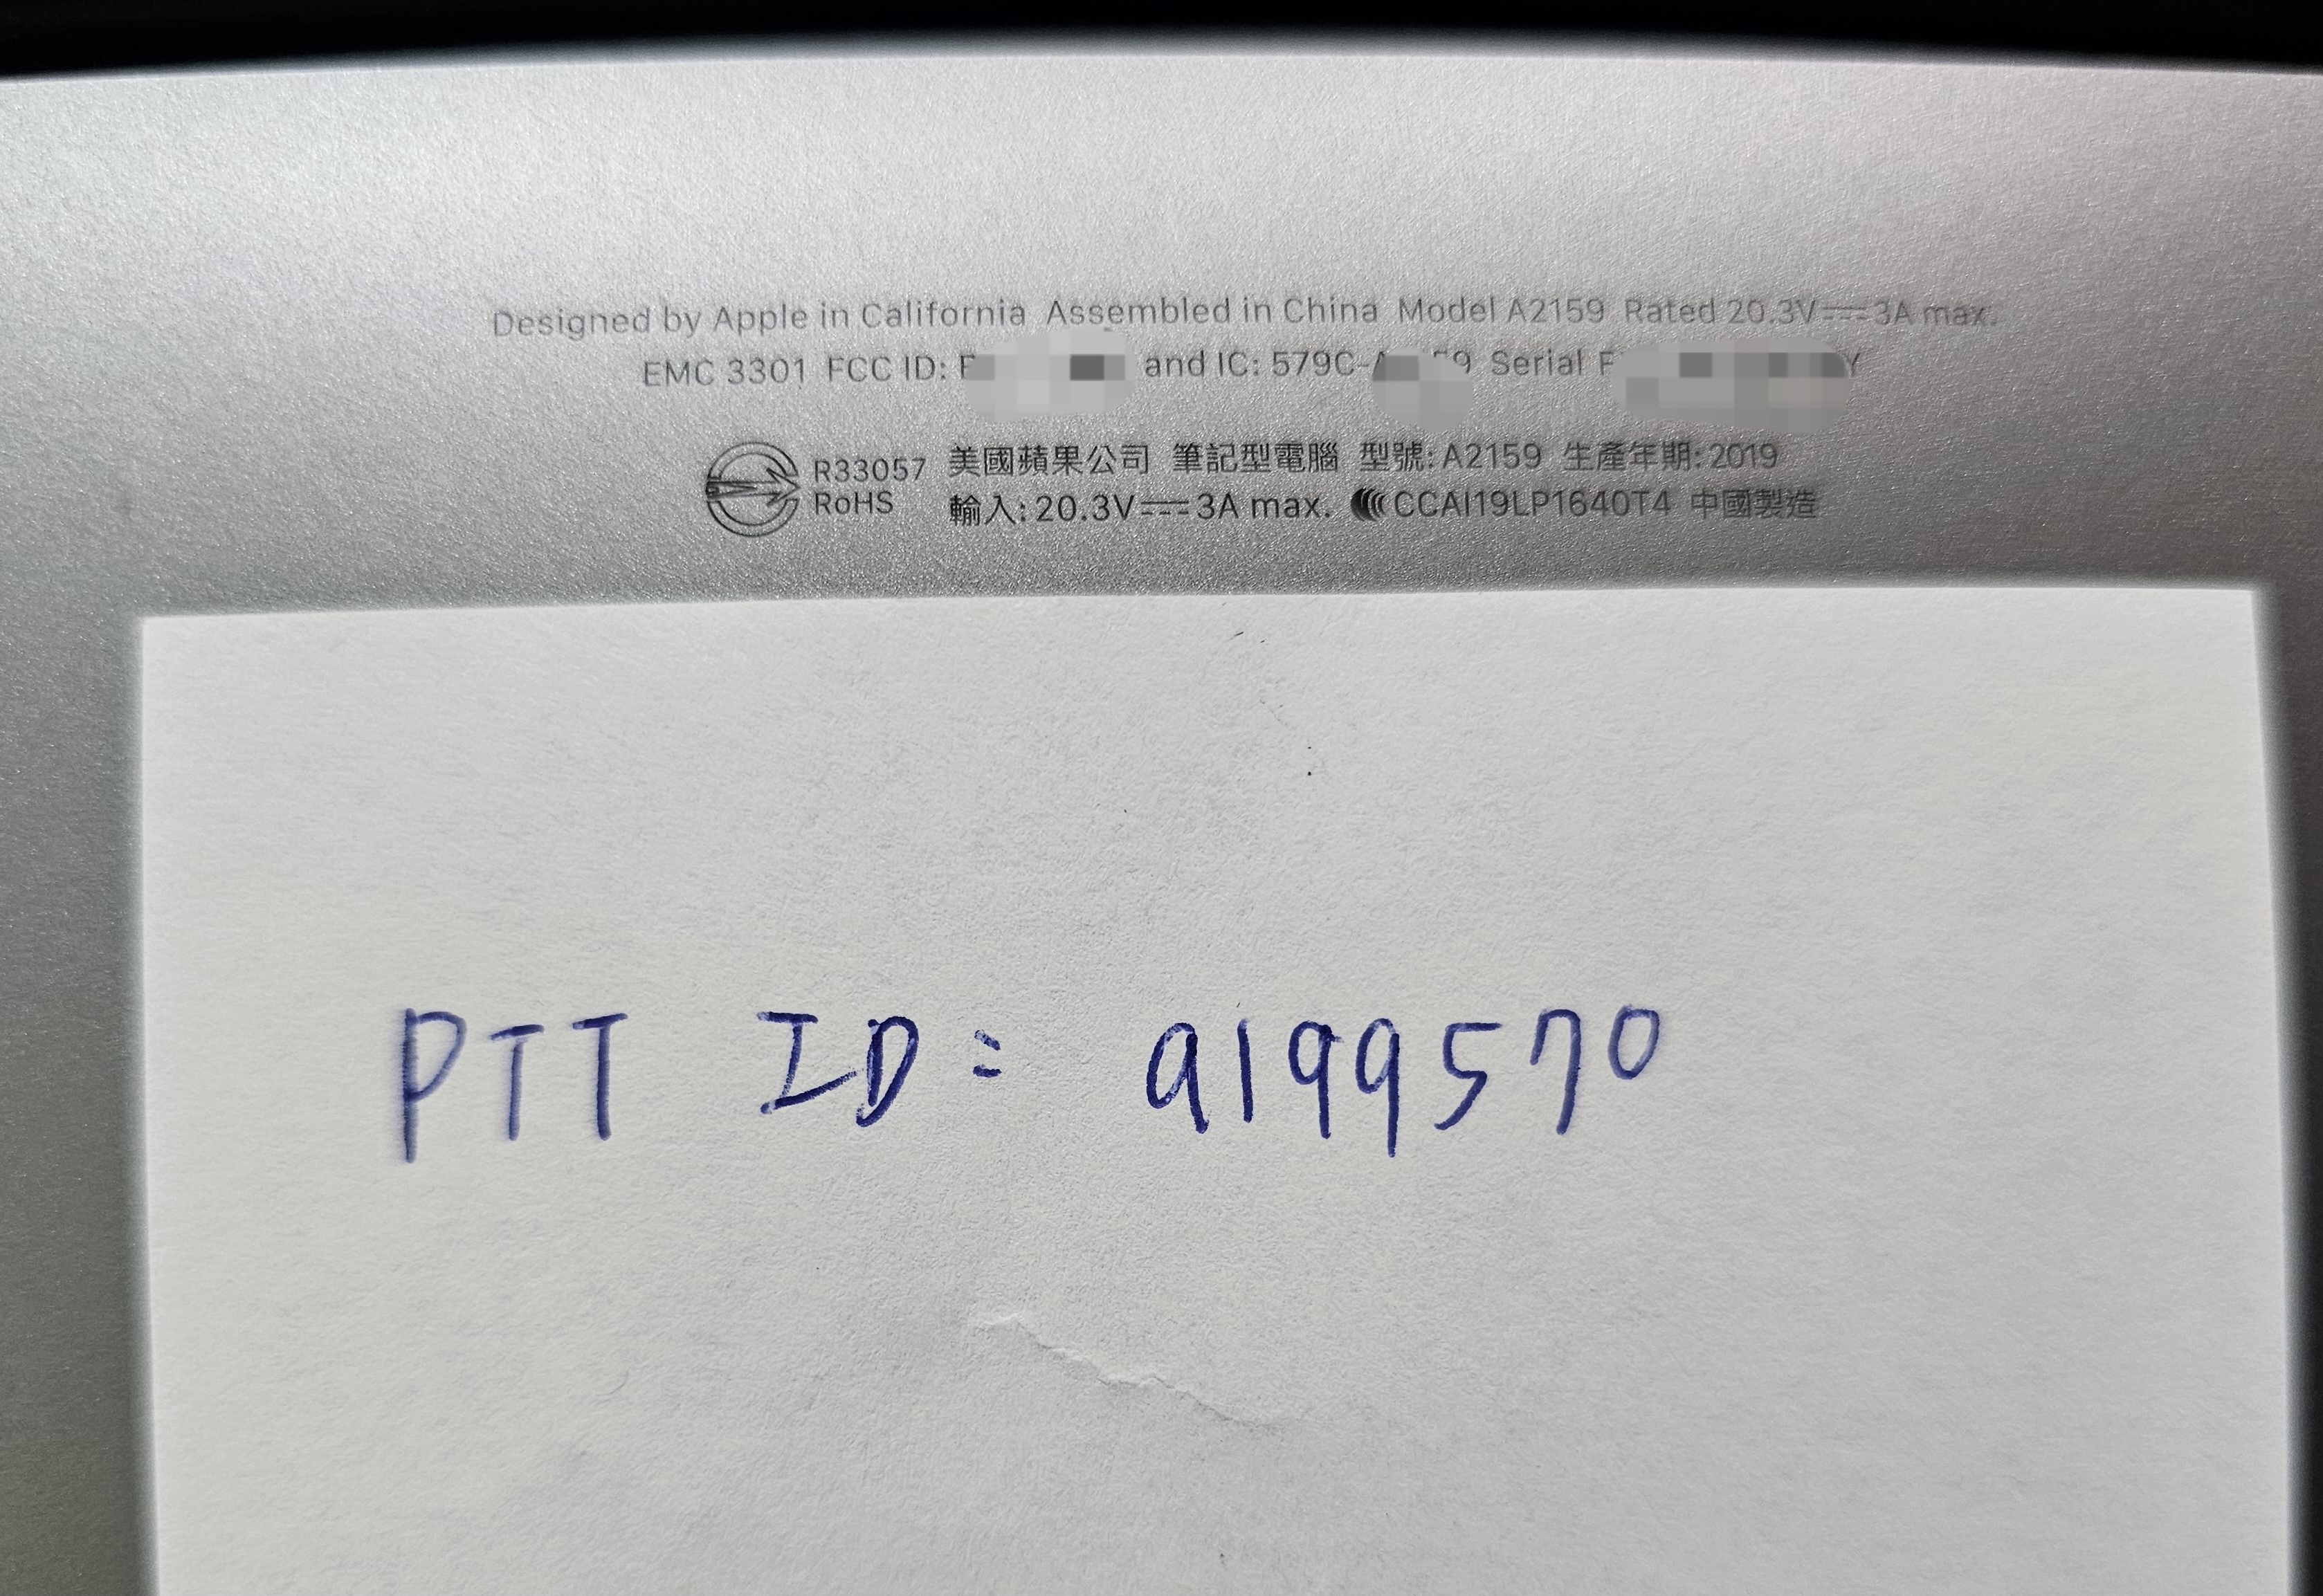 Designed by Apple in California Assembled in China Model A2159 Rated 20.3V⎓3A max.
EMC 3301 FCC ID: and IC: Serial
R33057
RoHS
美國蘋果公司 筆記型電腦 型號: A2159 生產年期: 2019
輸入: 20.3V⎓3A max. CCAI19LP1640T4 中國製造
PTT ID: a199570